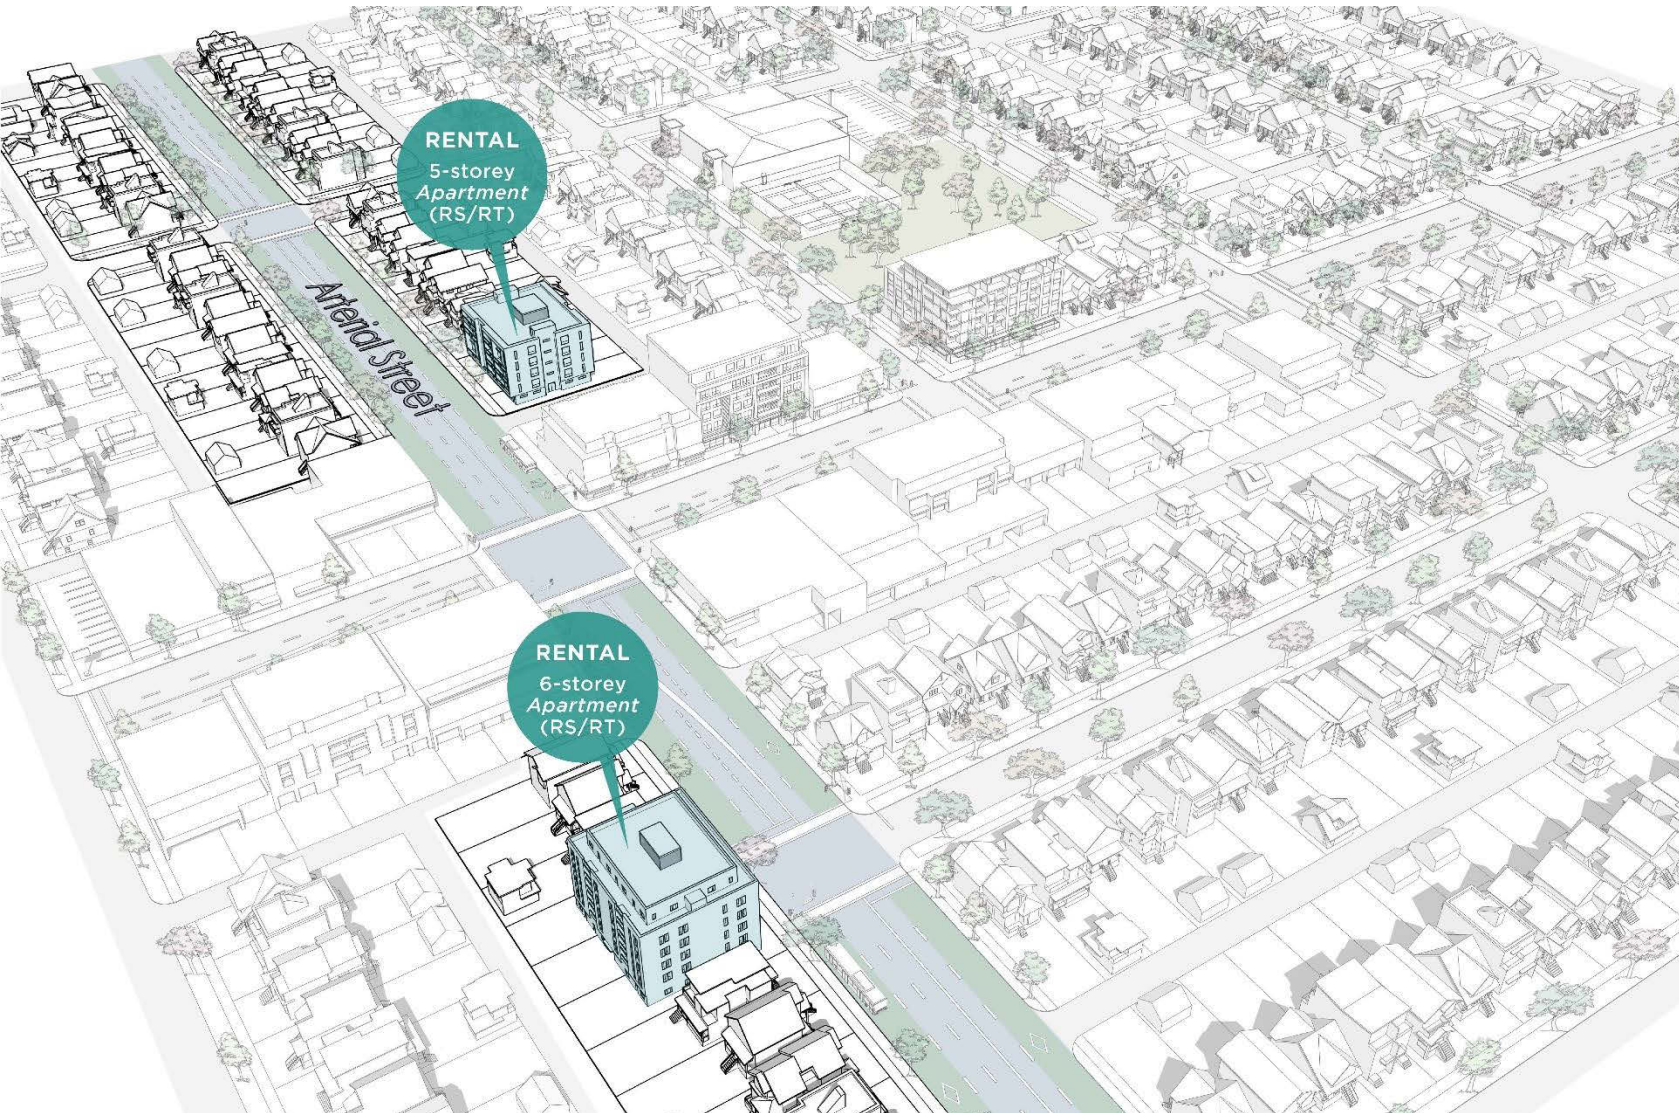 RENTAL
5-storey
Apartment
(RS/RT)
Arterial Street
RENTAL
6-storey
Apartment
(RS/RT)